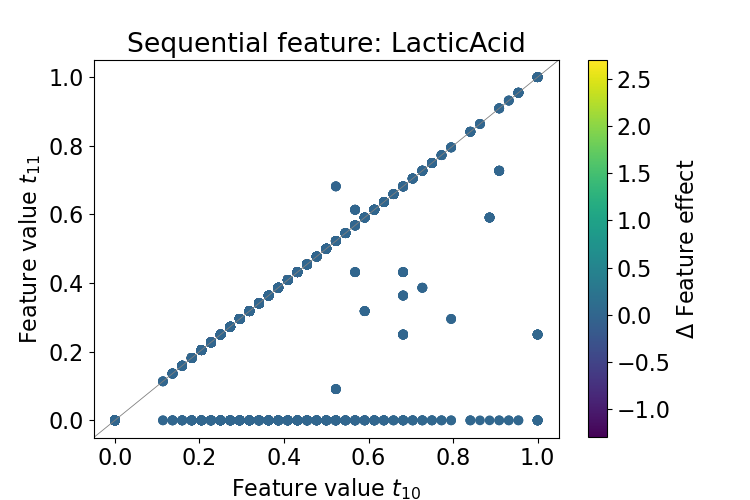 Sequential feature: LacticAcid
1.0
0.8
0.6
0.4
0.2
0.0
Feature value t₁₁
0.0 0.2 0.4 0.6 0.8 1.0
Feature value t₁₀
2.5
2.0
1.5
1.0
0.5
0.0
−0.5
−1.0
Δ Feature effect